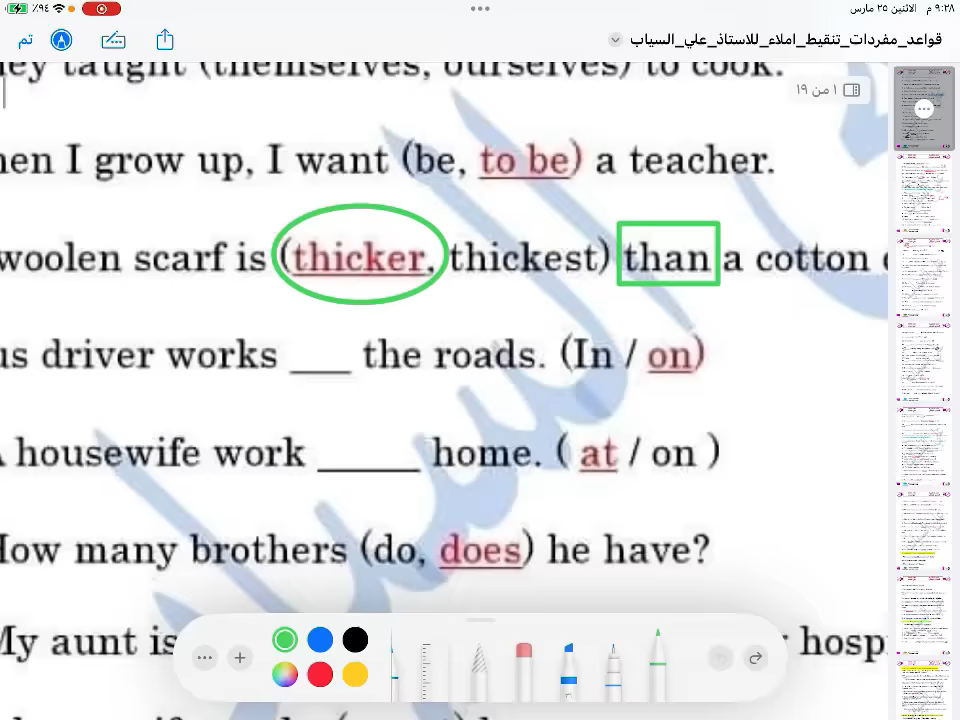 ٩:٢٨ م الاثنين ٢٥ مارس
٪٩٤
قواعد_مفردات_تنقيط_املاء_للاستاذ_علي_السياب
تم
١ من ١٩
ey taught (themselves, ourselves) to cook.
en I grow up, I want (be, to be) a teacher.
woolen scarf is (thicker, thickest) than a cotton
us driver works ___ the roads. (In / on)
A housewife work _____ home. ( at / on )
How many brothers (do, does) he have?
My aunt is
hosp